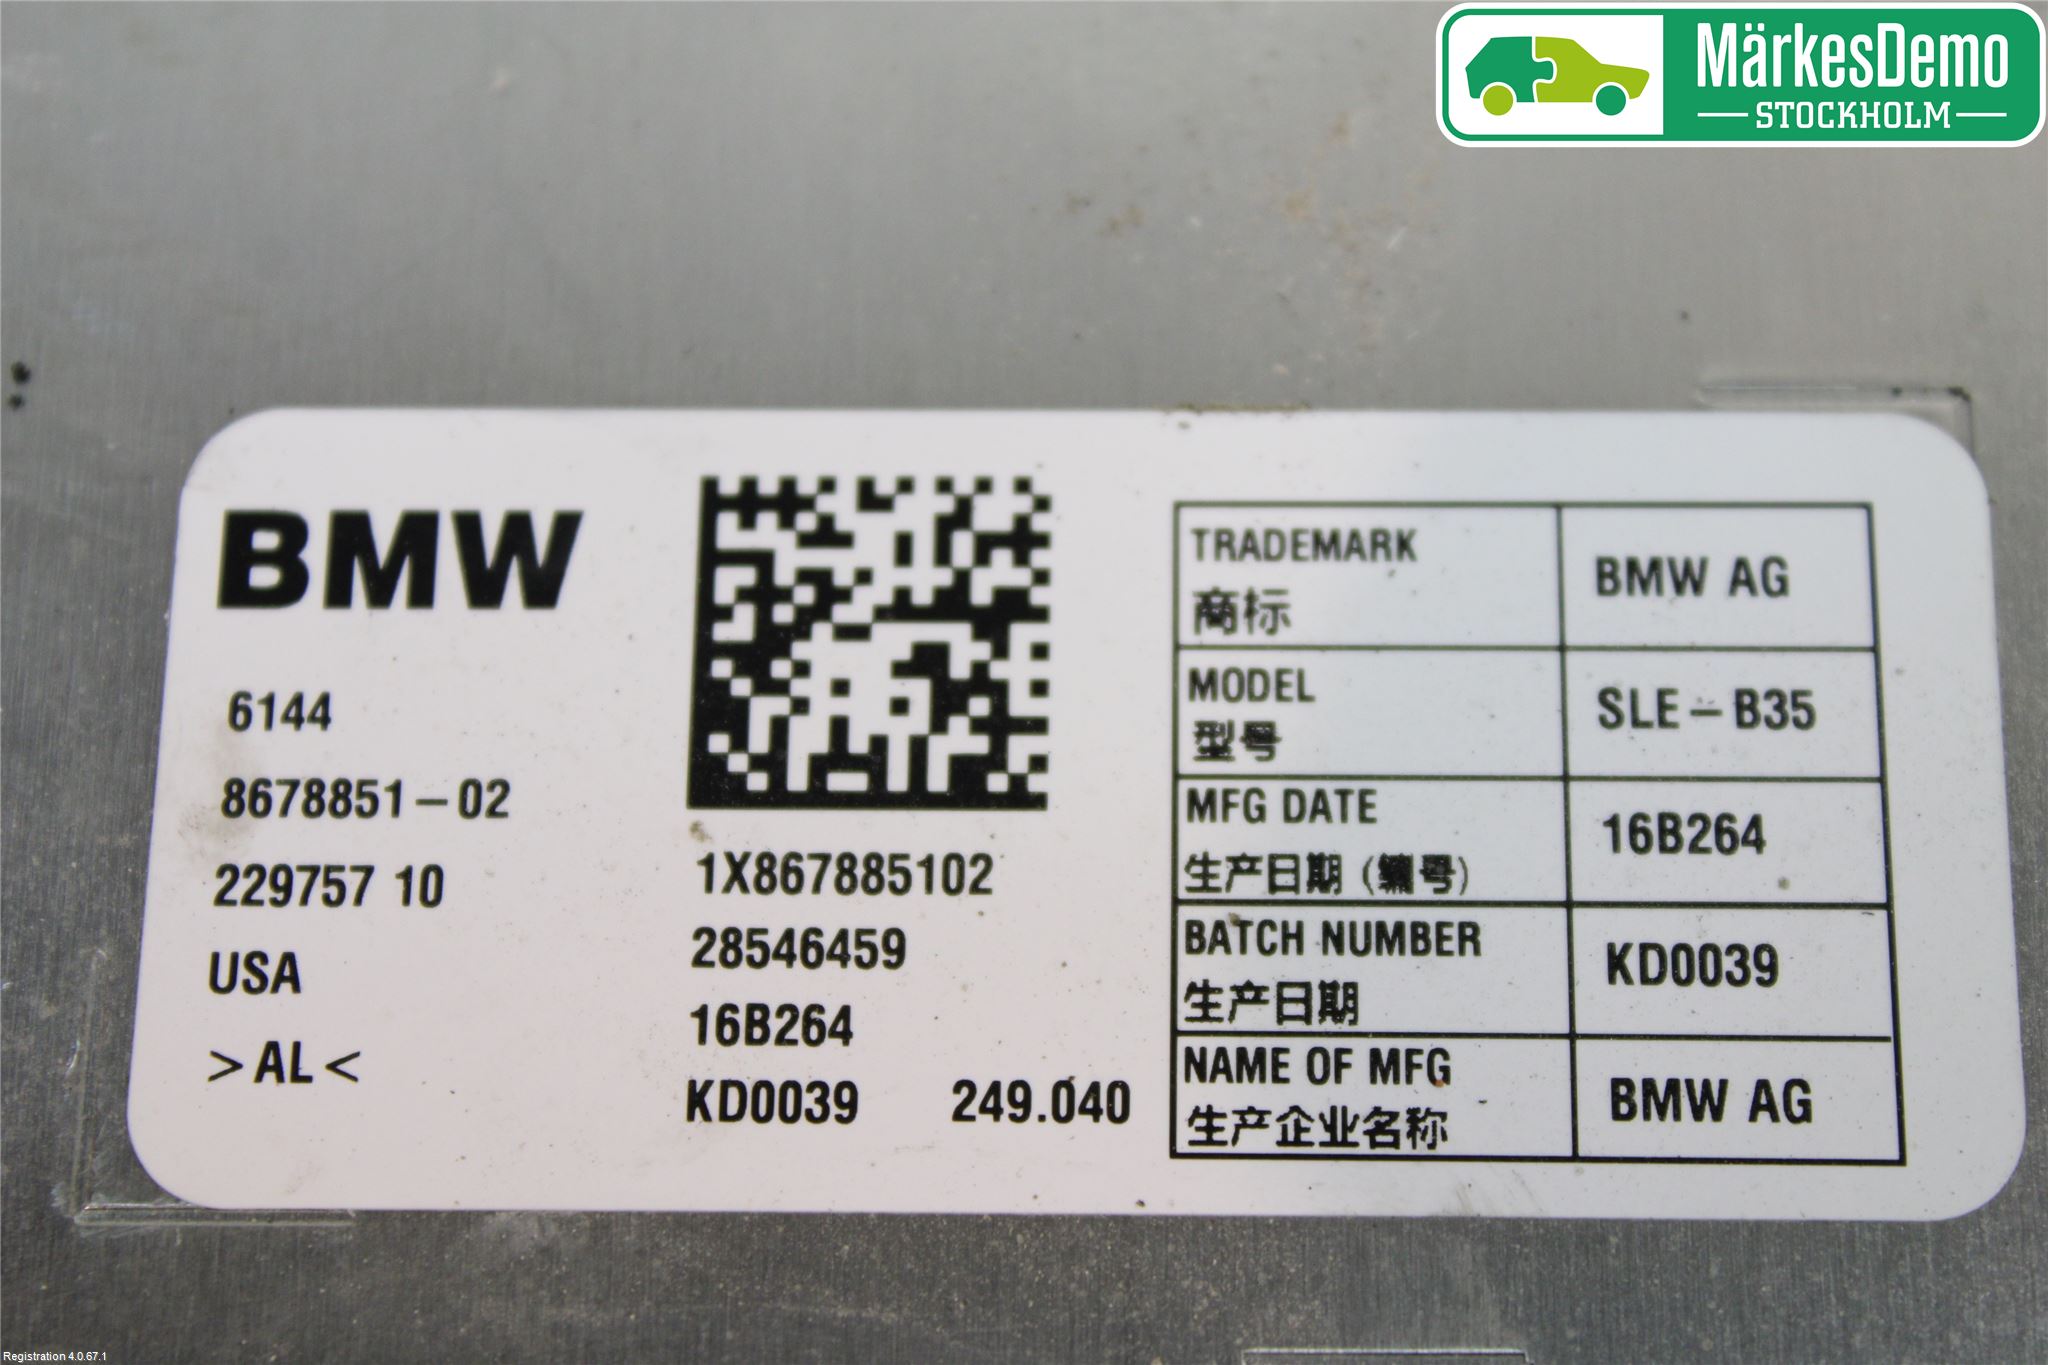 MärkesDemo
STOCKHOLM
BMW
6144
8678851-02
229757 10
USA
>AL<
1X867885102
28546459
16B264
KD0039 249.040
TRADEMARK
商标
BMW AG
MODEL
型号
SLE-B35
MFG DATE
生产日期 (编号)
16B264
BATCH NUMBER
生产日期
KD0039
NAME OF MFG
生产企业名称
BMW AG
Registration 4.0.67.1